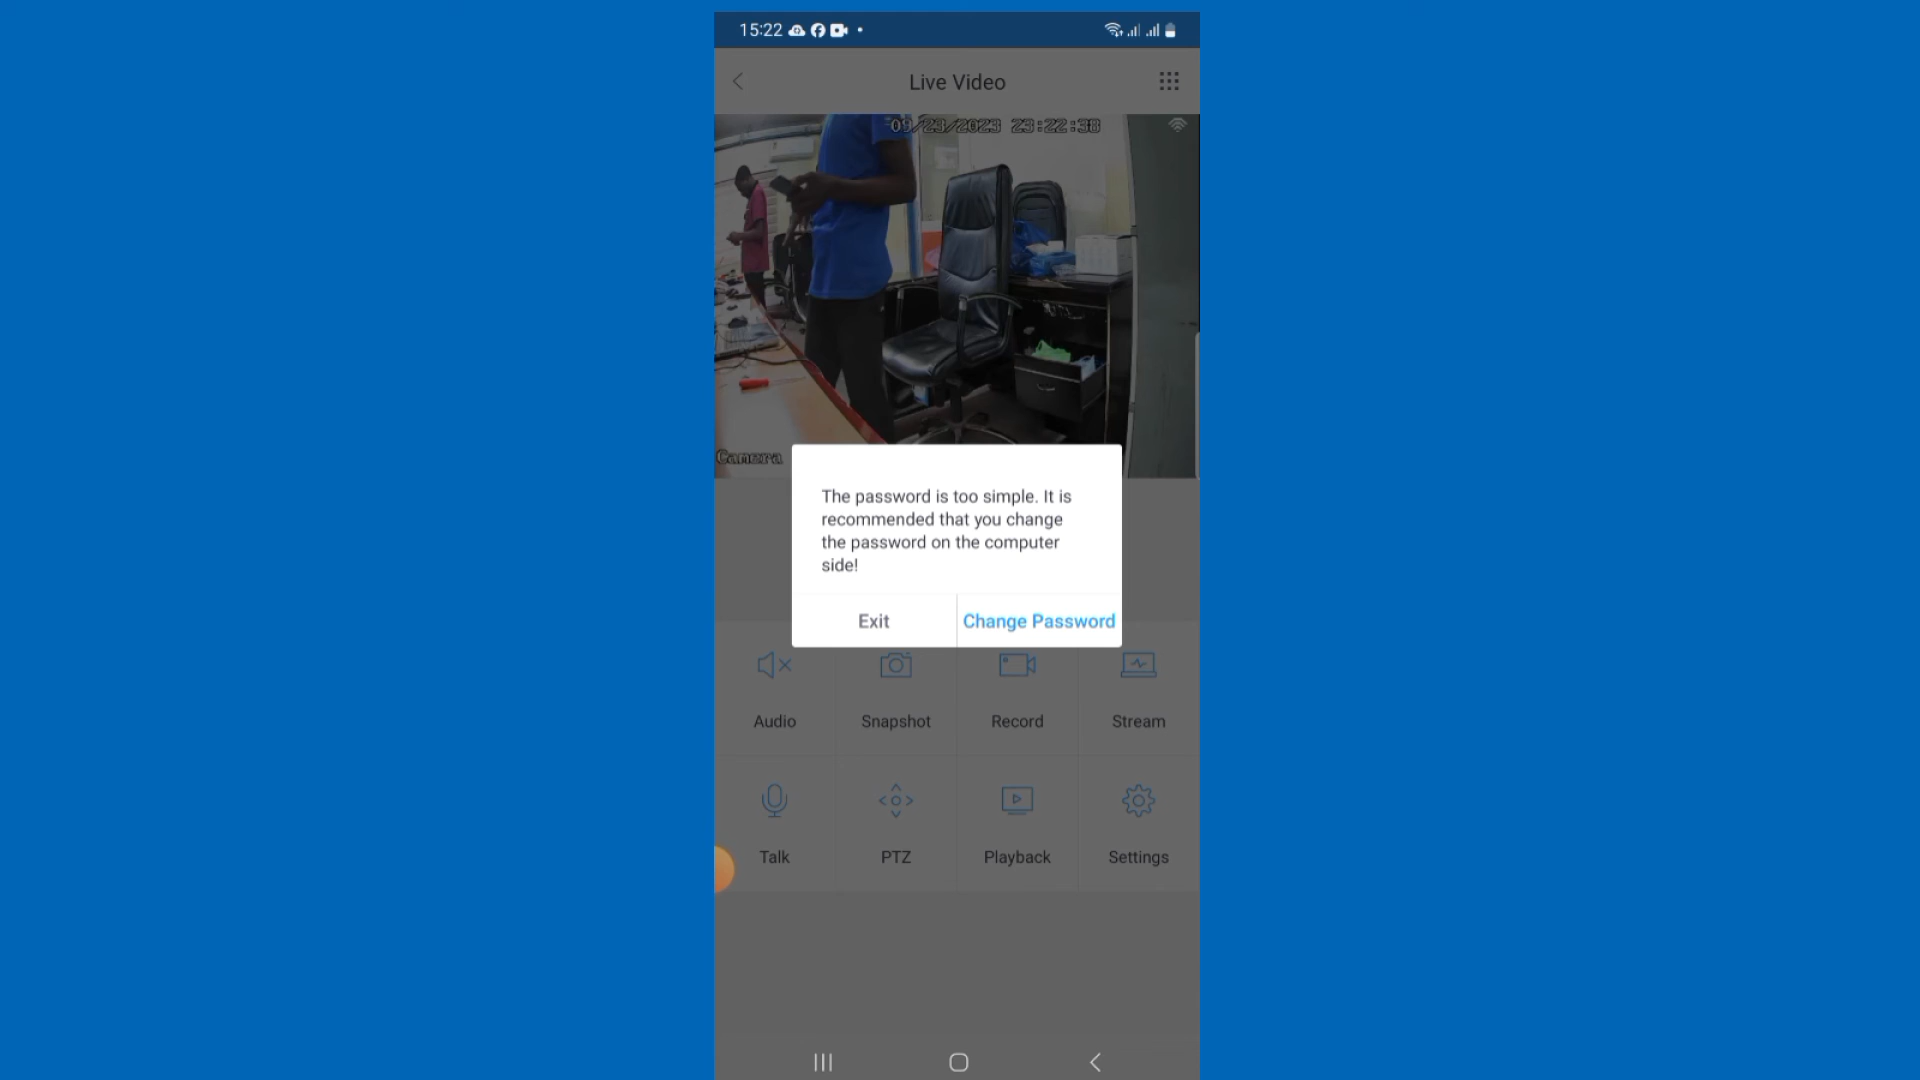 15:22
Live Video
09/23/2023 23:22:38
Camera
The password is too simple. It is
recommended that you change
the password on the computer
side!
Exit
Change Password
Audio
Snapshot
Record
Stream
Talk
PTZ
Playback
Settings